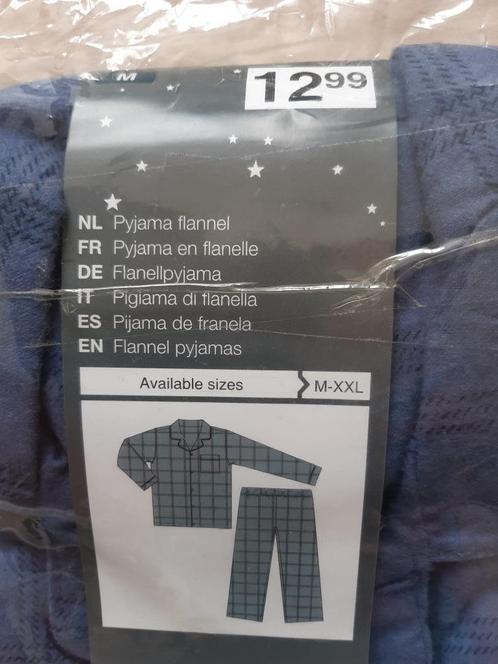 M
12⁹⁹
NL Pyjama flannel
FR Pyjama en flanelle
DE Flanellpyjama
IT Pigiama di flanella
ES Pijama de franela
EN Flannel pyjamas
Available sizes M-XXL